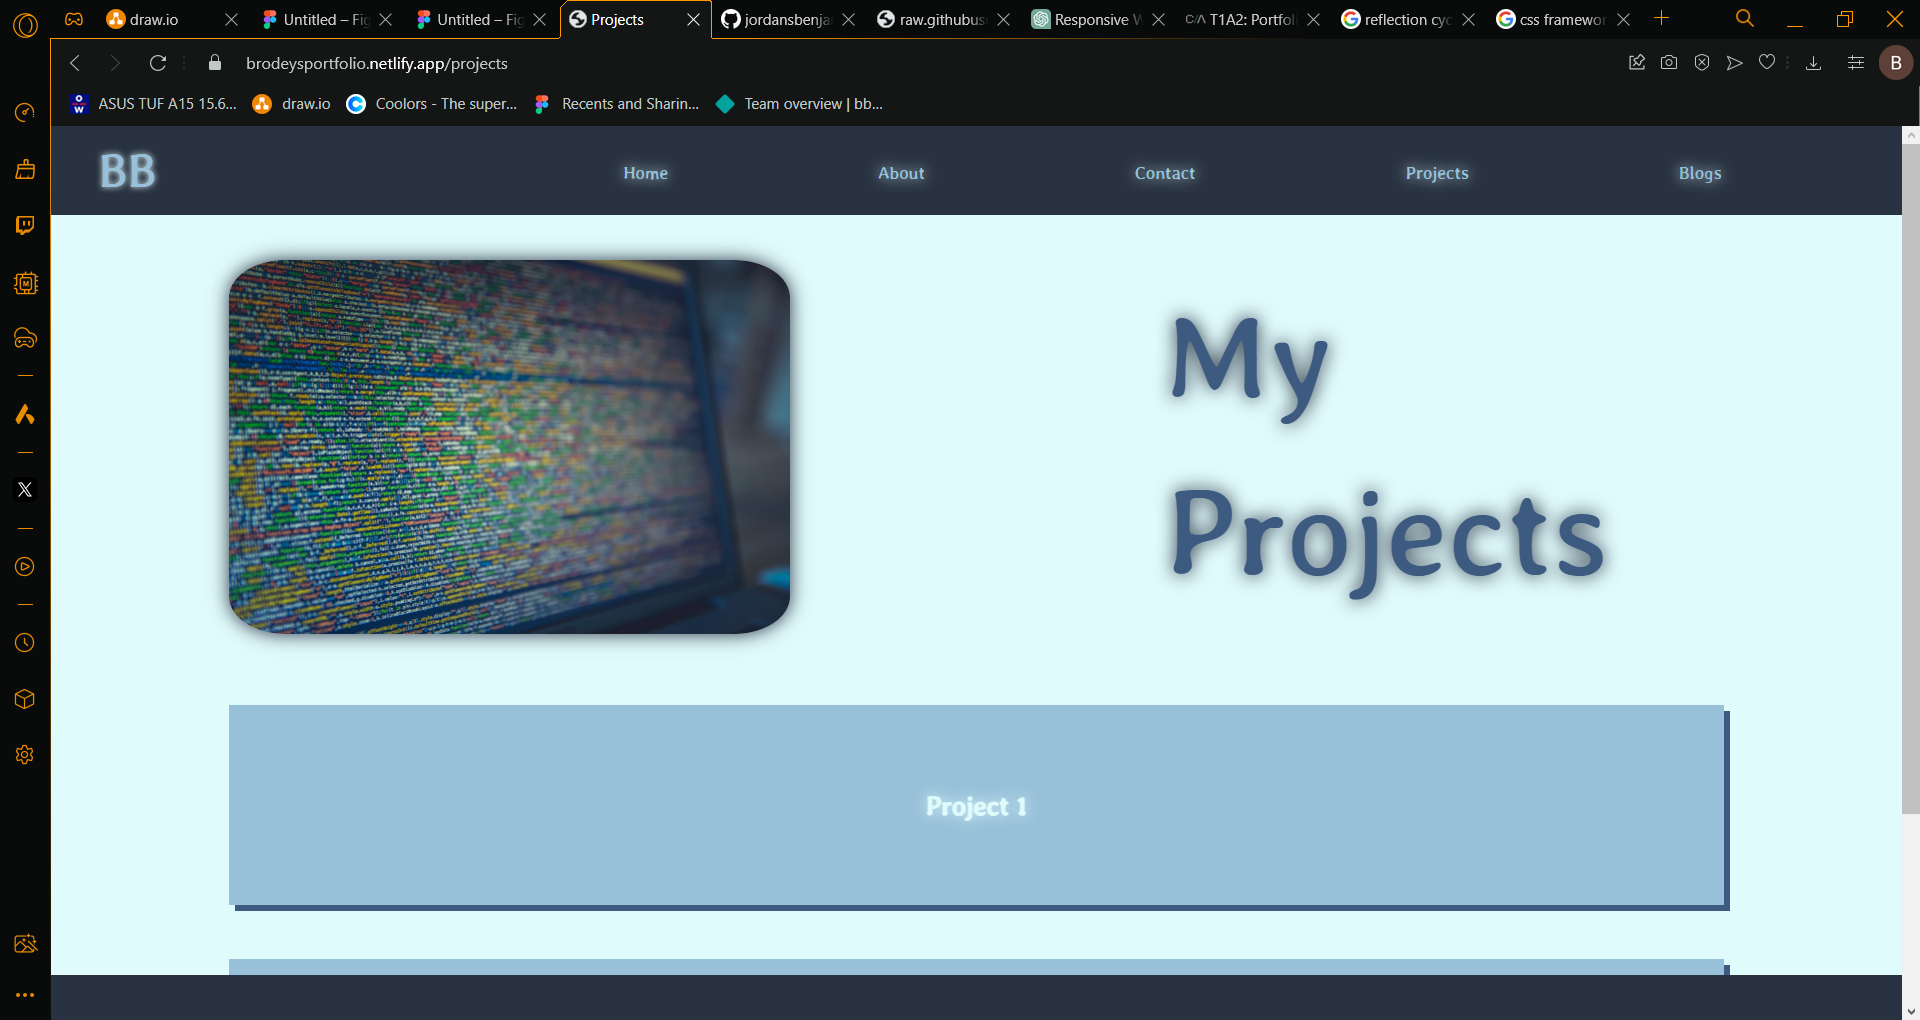 draw.io
Untitled – Fig
Untitled – Fig
Projects
jordansbenja
raw.githubus
Responsive W
C/A T1A2: Portfoli
reflection cyc
css framewor
brodeysportfolio.netlify.app/projects
B
ASUS TUF A15 15.6...
draw.io
Coolors - The super...
Recents and Sharin...
Team overview | bb...
BB
Home
About
Contact
Projects
Blogs
My
Projects
Project 1